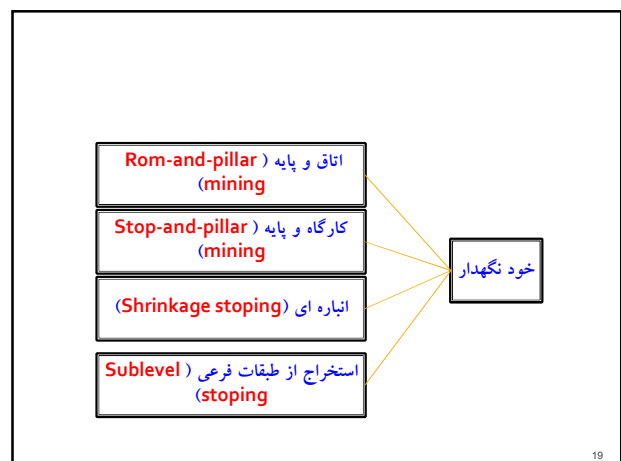 اتاق و پایه (Rom-and-pillar
mining)
کارگاه و پایه (Stop-and-pillar
mining)
انباره ای (Shrinkage stoping)
استخراج از طبقات فرعی (Sublevel
stoping)
خود نگهدار
19